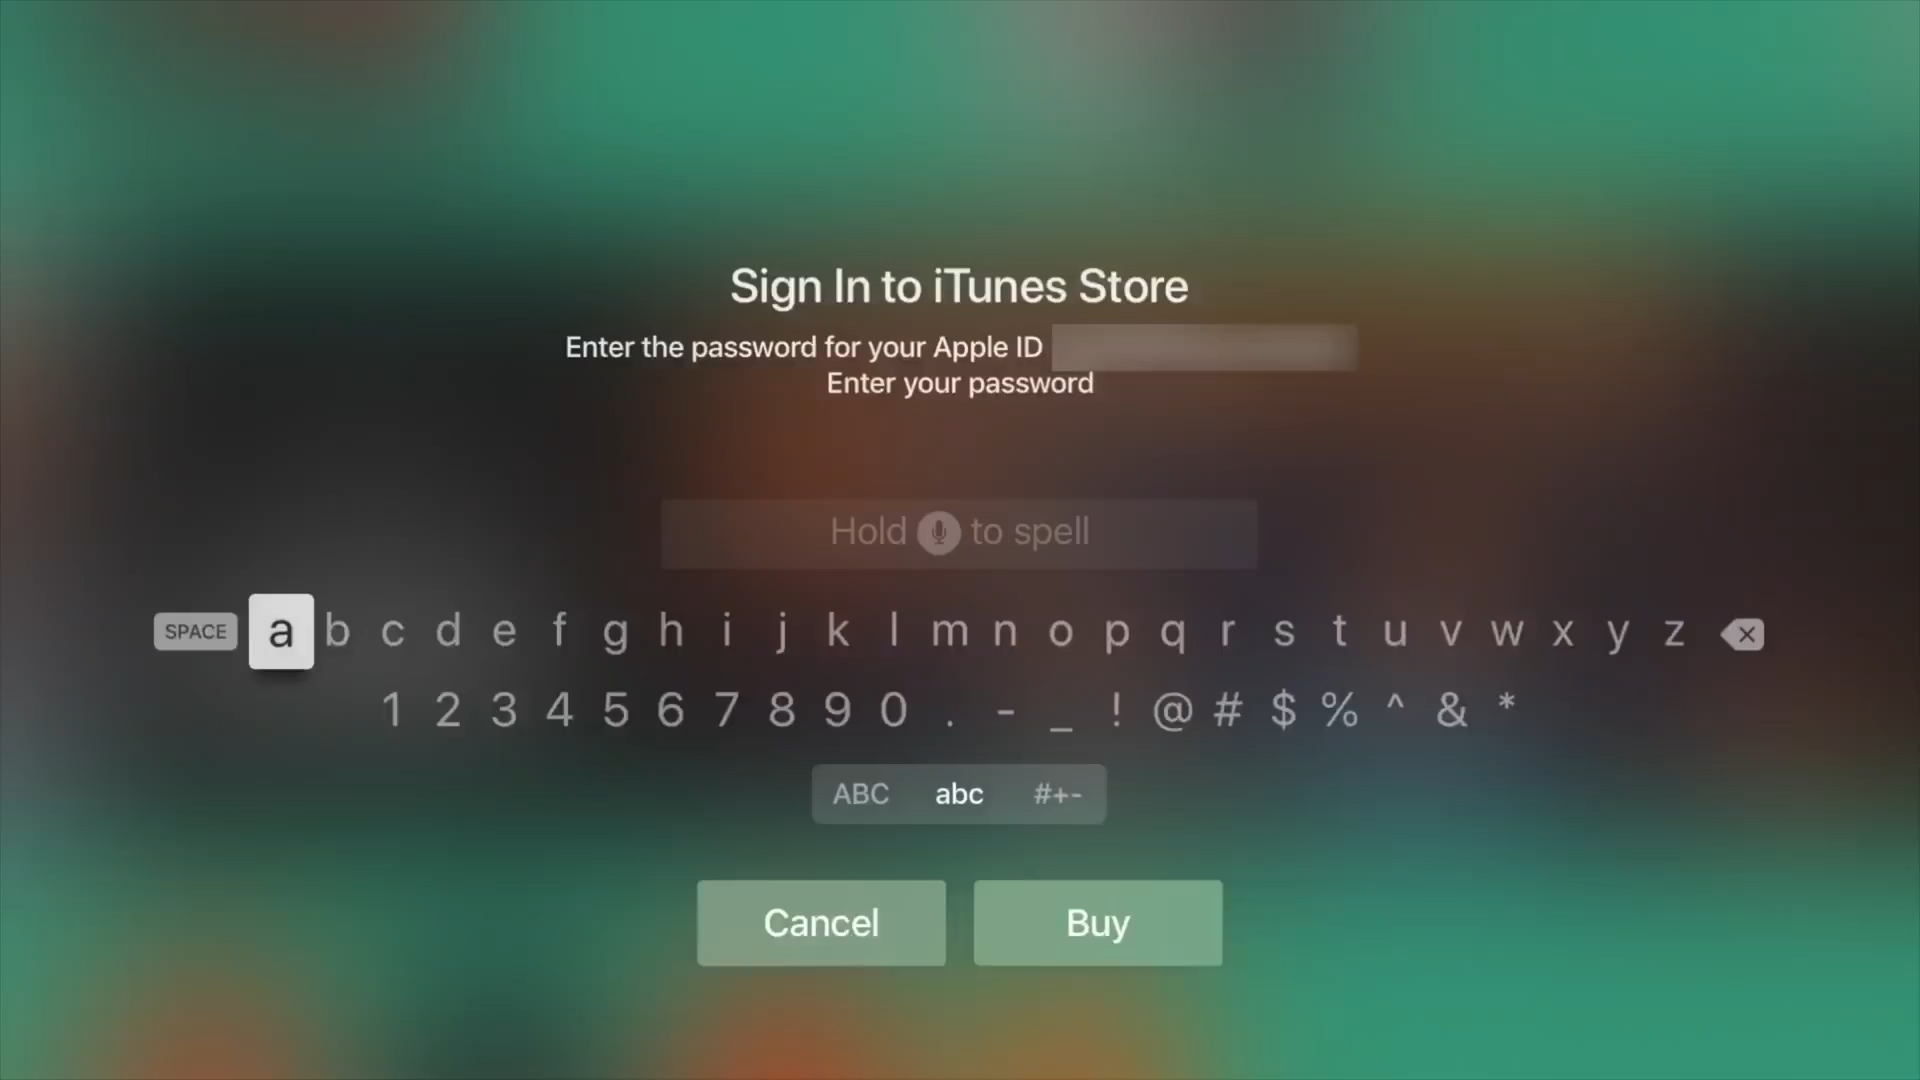 Sign In to iTunes Store
Enter the password for your Apple ID
Enter your password
Hold to spell
SPACE a b c d e f g h i j k l m n o p q r s t u v w x y z
1 2 3 4 5 6 7 8 9 0 . - _ ! @ # $ % ^ & *
ABC abc #+-
Cancel Buy